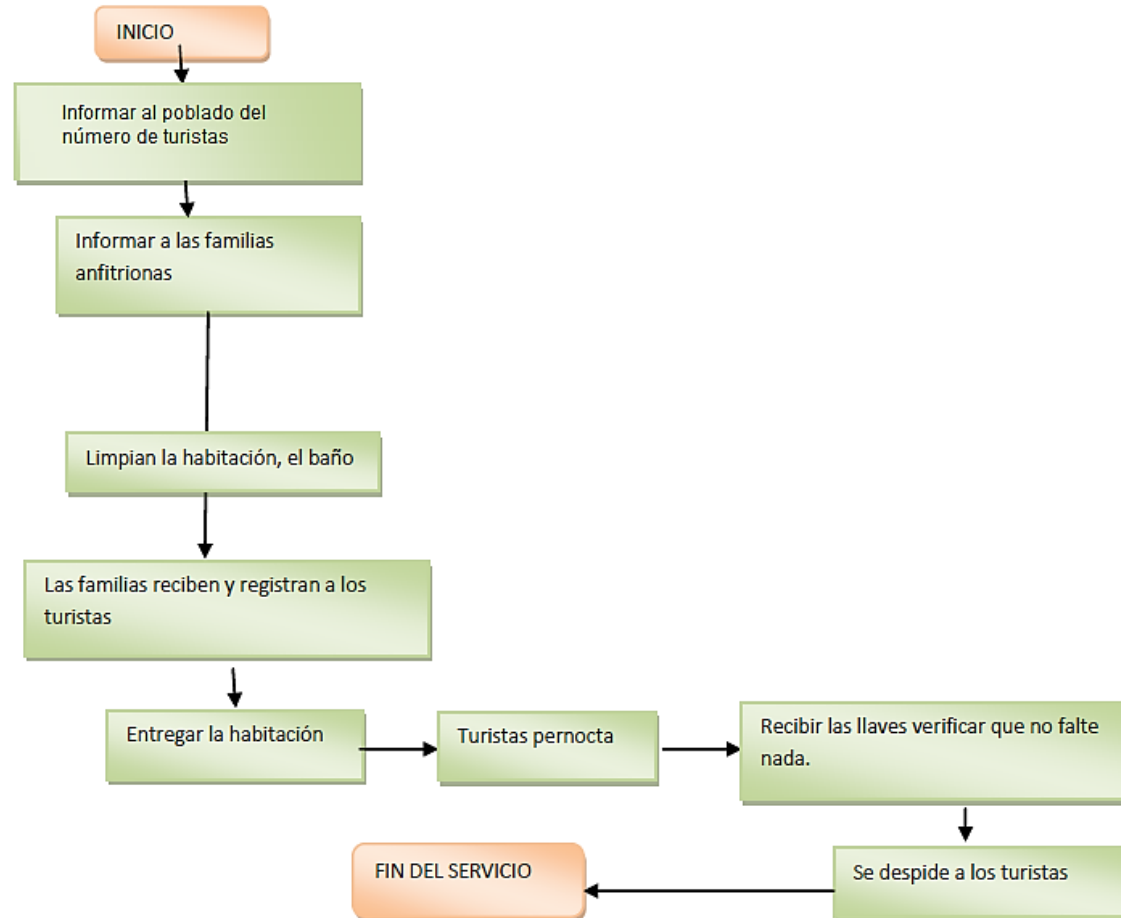 INICIO
Informar al poblado del
número de turistas
Informar a las familias
anfitrionas
Limpian la habitación, el baño
Las familias reciben y registran a los
turistas
Entregar la habitación
Turistas pernocta
Recibir las llaves verificar que no falte
nada.
Se despide a los turistas
FIN DEL SERVICIO